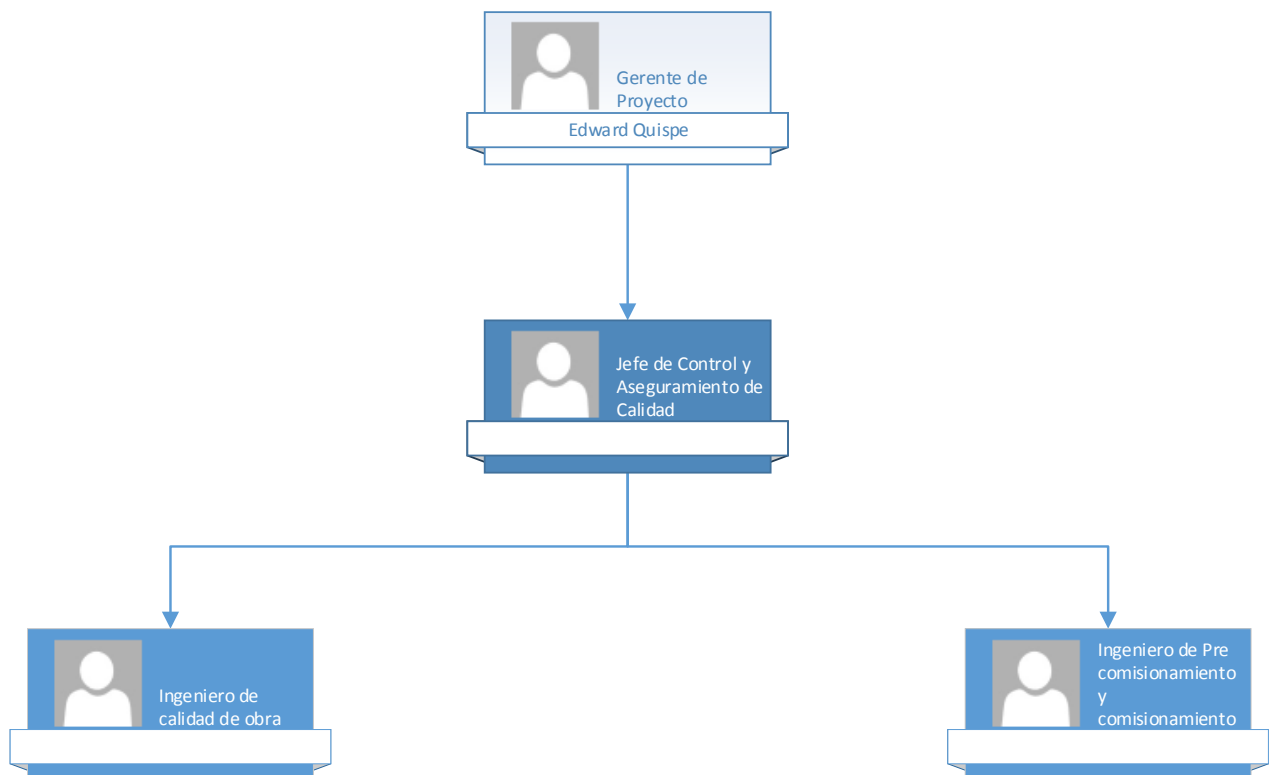 Gerente de
Proyecto
Edward Quispe
Jefe de Control y
Aseguramiento de
Calidad
Ingeniero de
calidad de obra
Ingeniero de Pre
comisionamiento
y
comisionamiento